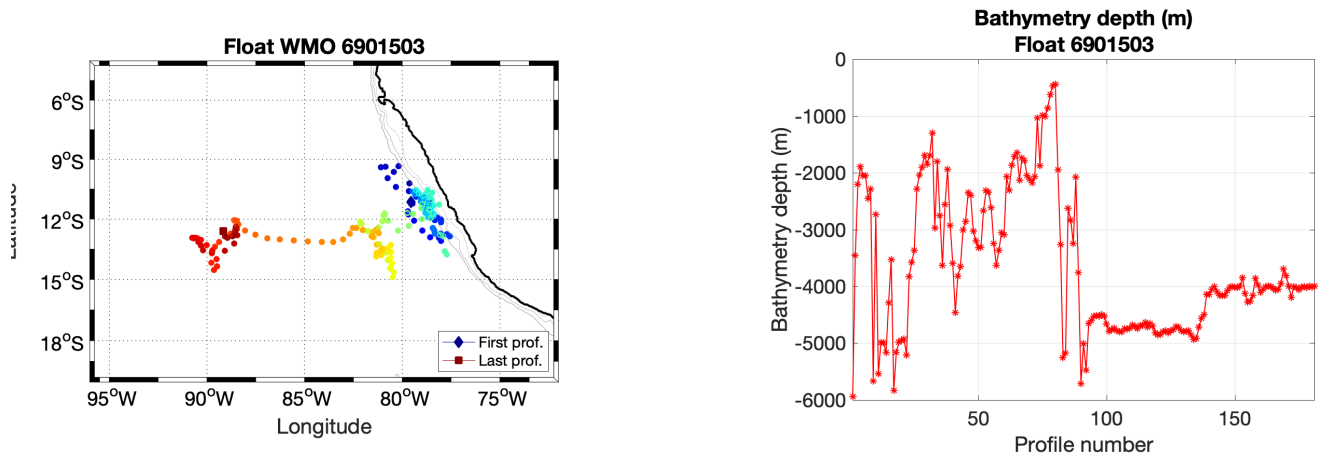 Float WMO 6901503
6°S
9°S
12°S
15°S
18°S
95°W
90°W
85°W
80°W
75°W
Longitude
First prof.
Last prof.
Bathymetry depth (m)
Float 6901503
Bathymetry depth (m)
0
-1000
-2000
-3000
-4000
-5000
-6000
50
100
150
Profile number